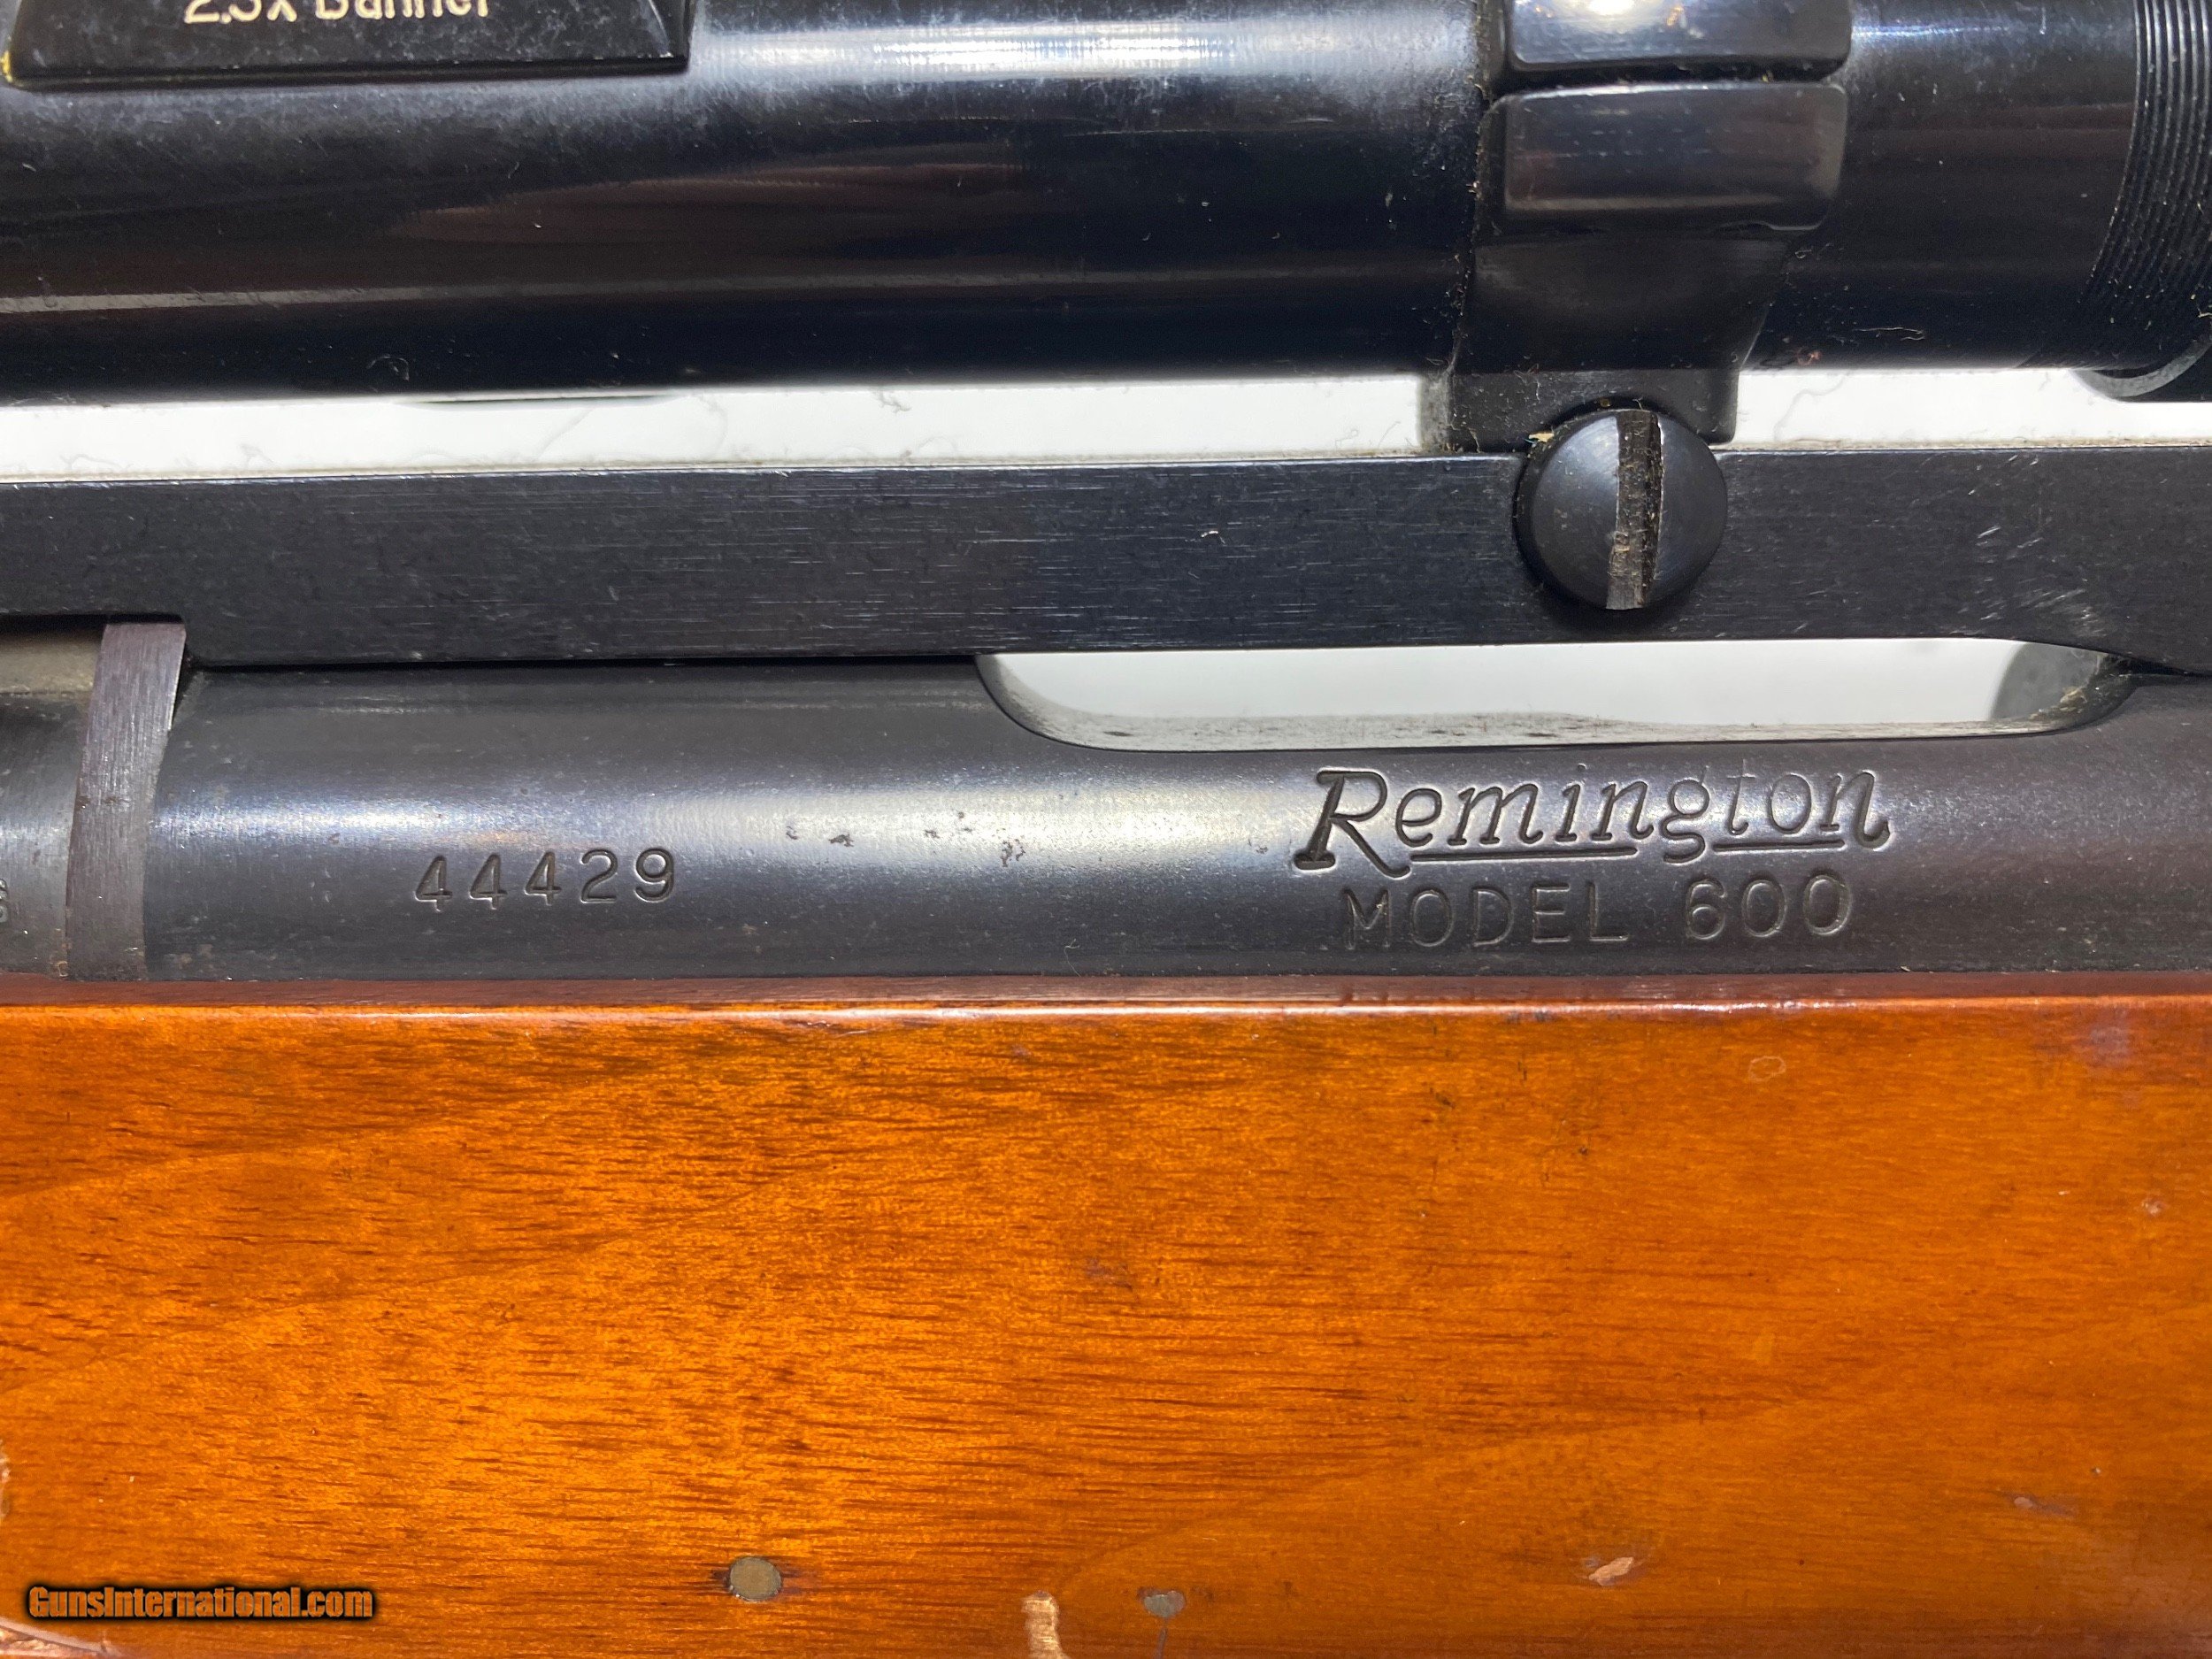 2.5x Banner
44429
Remington
MODEL 600
GunsInternational.com